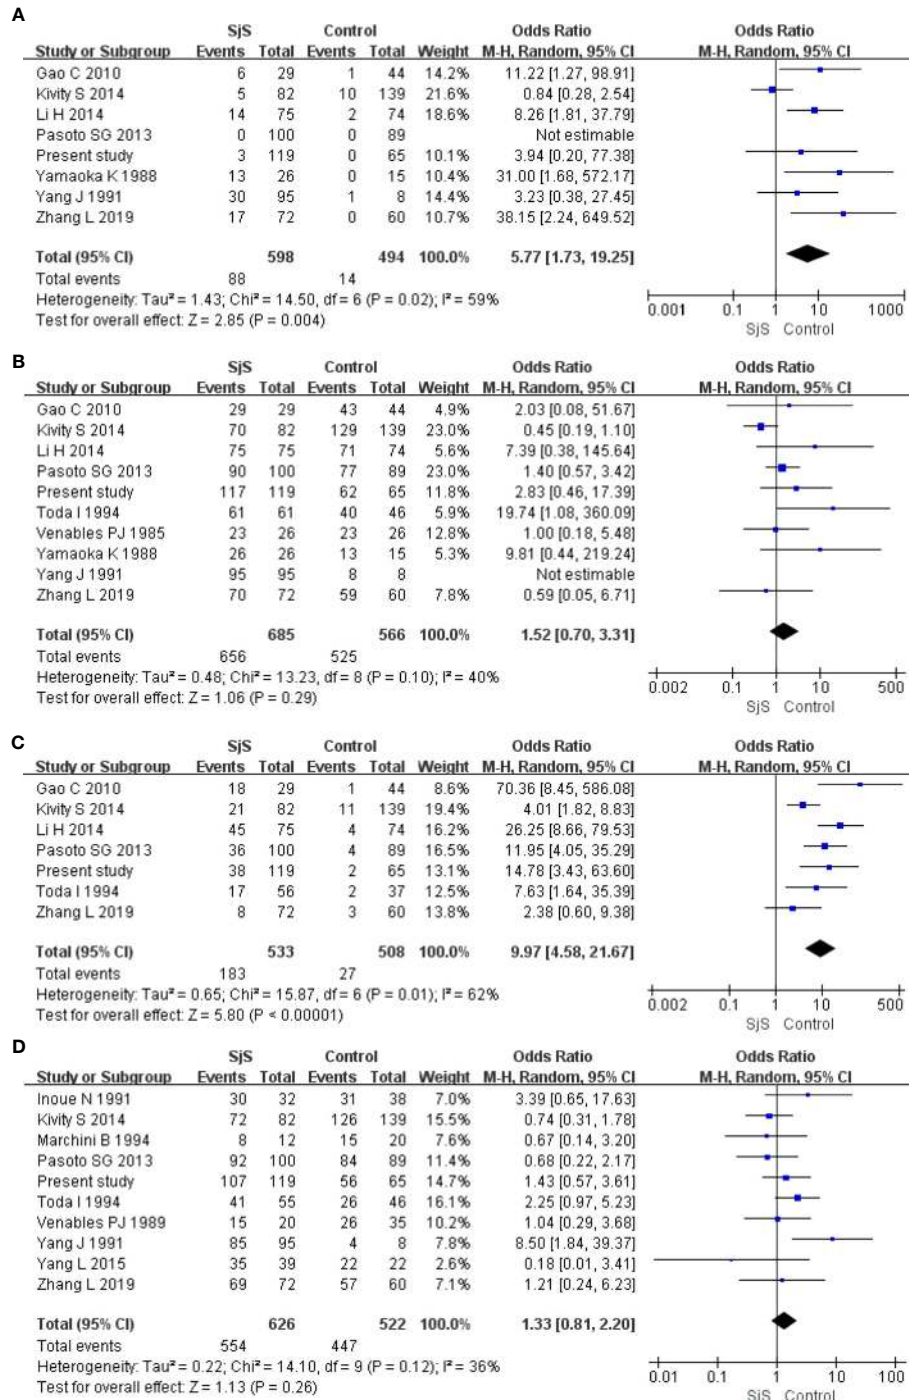 A
SjS Control Odds Ratio Odds Ratio
Study or Subgroup Events Total Events Total Weight M-H, Random, 95% CI M-H, Random, 95% CI
Gao C 2010 6 29 1 44 14.2% 11.22 [1.27, 98.91]
Kivity S 2014 5 82 10 139 21.6% 0.84 [0.28, 2.54]
Li H 2014 14 75 2 74 18.6% 8.26 [1.81, 37.79]
Pasoto SG 2013 0 100 0 89 Not estimable
Present study 3 119 0 65 10.1% 3.94 [0.20, 77.38]
Yamaoka K 1988 13 26 0 15 10.4% 31.00 [1.68, 572.17]
Yang J 1991 30 95 1 8 14.4% 3.23 [0.38, 27.45]
Zhang L 2019 17 72 0 60 10.7% 38.15 [2.24, 649.52]
Total (95% CI) 598 494 100.0% 5.77 [1.73, 19.25]
Total events 88 14
Heterogeneity: Tau² = 1.43; Chi² = 14.50, df = 6 (P = 0.02); I² = 59%
Test for overall effect: Z = 2.85 (P = 0.004)
0.001 0.1 1 10 1000
SjS Control
B
SjS Control Odds Ratio Odds Ratio
Study or Subgroup Events Total Events Total Weight M-H, Random, 95% CI M-H, Random, 95% CI
Gao C 2010 29 29 43 44 4.9% 2.03 [0.08, 51.67]
Kivity S 2014 70 82 129 139 23.0% 0.45 [0.19, 1.10]
Li H 2014 75 75 71 74 5.6% 7.39 [0.38, 145.64]
Pasoto SG 2013 90 100 77 89 23.0% 1.40 [0.57, 3.42]
Present study 117 119 62 65 11.8% 2.83 [0.46, 17.39]
Toda I 1994 61 61 40 46 5.9% 19.74 [1.08, 360.09]
Venables PJ 1985 23 26 23 26 12.8% 1.00 [0.18, 5.48]
Yamaoka K 1988 26 26 13 15 5.3% 9.81 [0.44, 219.24]
Yang J 1991 95 95 8 8 Not estimable
Zhang L 2019 70 72 59 60 7.8% 0.59 [0.05, 6.71]
Total (95% CI) 685 566 100.0% 1.52 [0.70, 3.31]
Total events 656 525
Heterogeneity: Tau² = 0.48; Chi² = 13.23, df = 8 (P = 0.10); I² = 40%
Test for overall effect: Z = 1.06 (P = 0.29)
0.002 0.1 1 10 500
SjS Control
C
SjS Control Odds Ratio Odds Ratio
Study or Subgroup Events Total Events Total Weight M-H, Random, 95% CI M-H, Random, 95% CI
Gao C 2010 18 29 1 44 8.6% 70.36 [8.45, 586.08]
Kivity S 2014 21 82 11 139 19.4% 4.01 [1.82, 8.83]
Li H 2014 45 75 4 74 16.2% 26.25 [8.66, 79.53]
Pasoto SG 2013 36 100 4 89 16.5% 11.95 [4.05, 35.29]
Present study 38 119 2 65 13.1% 14.78 [3.43, 63.60]
Toda I 1994 17 56 2 37 12.5% 7.63 [1.64, 35.39]
Zhang L 2019 8 72 3 60 13.8% 2.38 [0.60, 9.38]
Total (95% CI) 533 508 100.0% 9.97 [4.58, 21.67]
Total events 183 27
Heterogeneity: Tau² = 0.65; Chi² = 15.87, df = 6 (P = 0.01); I² = 62%
Test for overall effect: Z = 5.80 (P < 0.00001)
0.002 0.1 1 10 500
SjS Control
D
SjS Control Odds Ratio Odds Ratio
Study or Subgroup Events Total Events Total Weight M-H, Random, 95% CI M-H, Random, 95% CI
Inoue N 1991 30 32 31 38 7.0% 3.39 [0.65, 17.63]
Kivity S 2014 72 82 126 139 15.5% 0.74 [0.31, 1.78]
Marchini B 1994 8 12 15 20 7.6% 0.67 [0.14, 3.20]
Pasoto SG 2013 92 100 84 89 11.4% 0.68 [0.22, 2.17]
Present study 107 119 56 65 14.7% 1.43 [0.57, 3.61]
Toda I 1994 41 55 26 46 16.1% 2.25 [0.97, 5.23]
Venables PJ 1989 15 20 26 35 10.2% 1.04 [0.29, 3.68]
Yang J 1991 85 95 4 8 7.8% 8.50 [1.84, 39.37]
Yang L 2015 35 39 22 22 2.6% 0.18 [0.01, 3.41]
Zhang L 2019 69 72 57 60 7.1% 1.21 [0.24, 6.23]
Total (95% CI) 626 522 100.0% 1.33 [0.81, 2.20]
Total events 554 447
Heterogeneity: Tau² = 0.22; Chi² = 14.10, df = 9 (P = 0.12); I² = 36%
Test for overall effect: Z = 1.13 (P = 0.26)
0.01 0.1 1 10 100
SjS Control